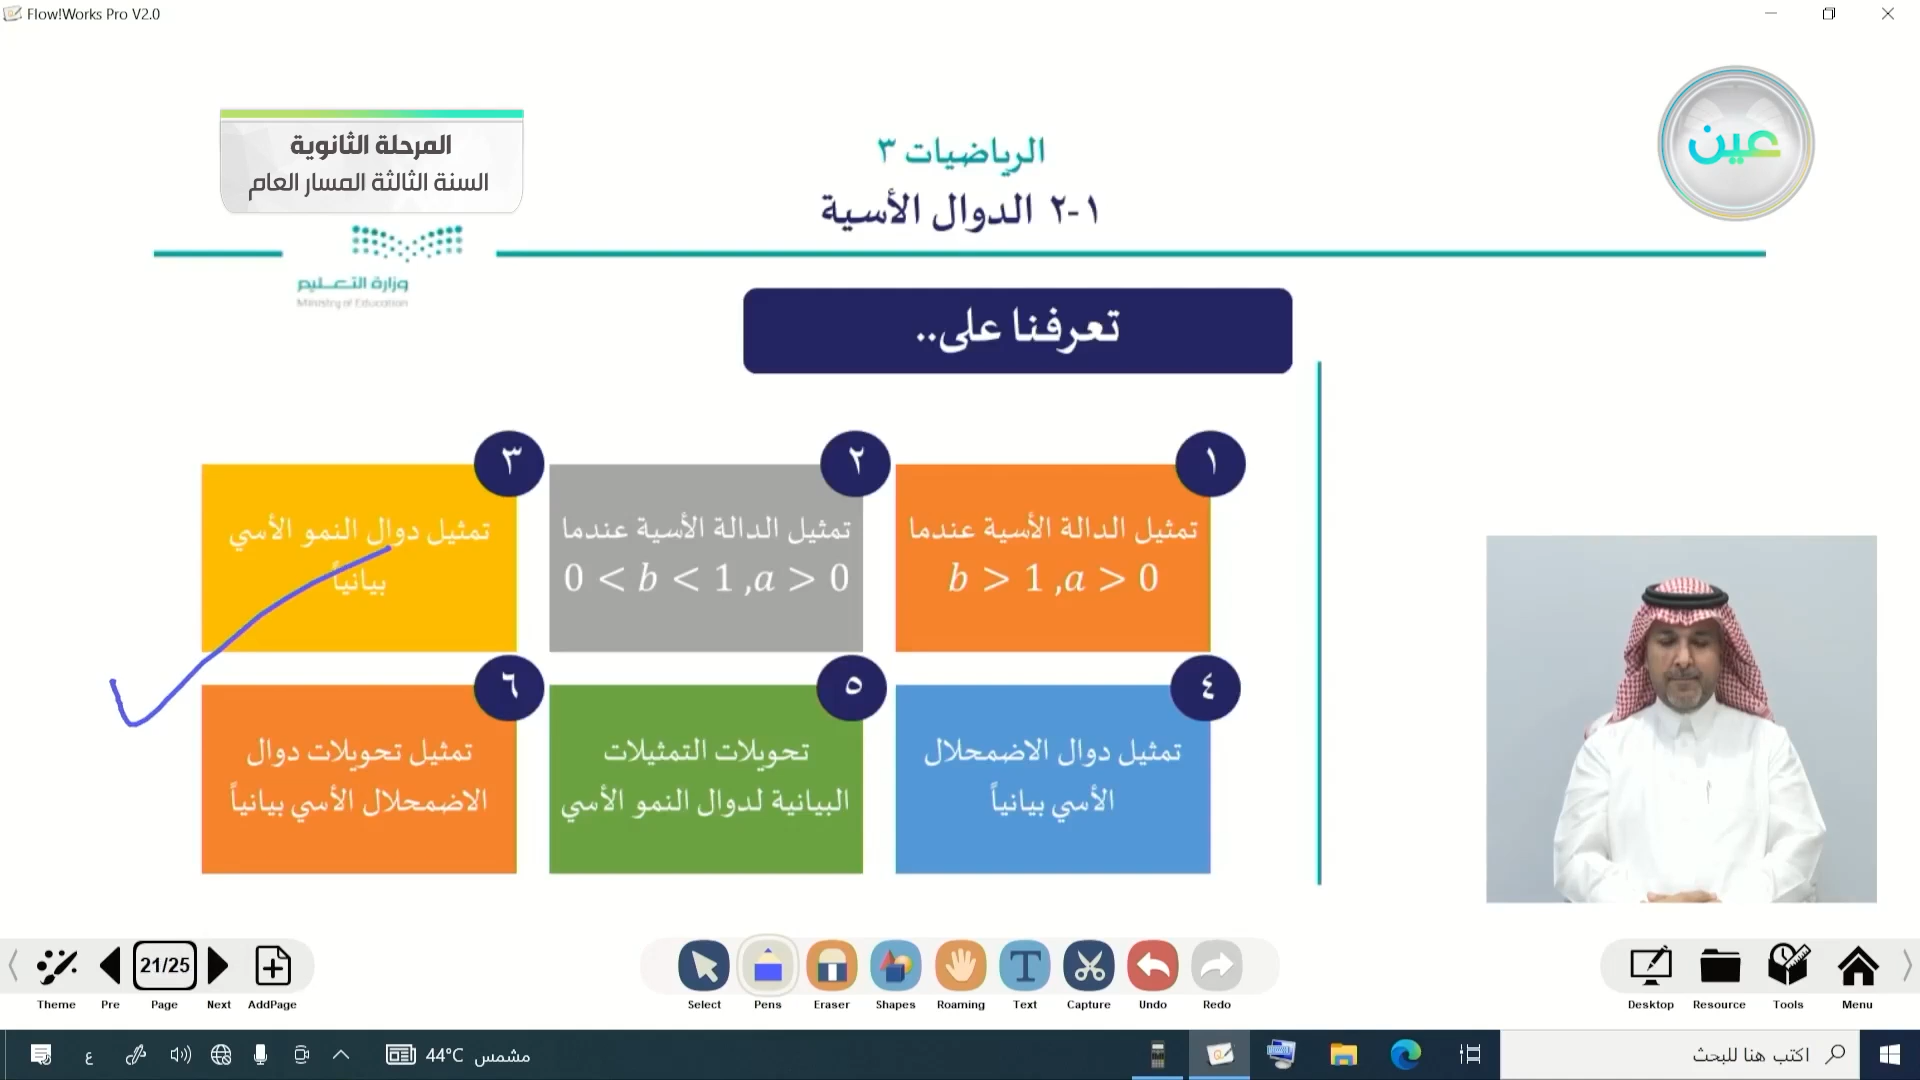 Flow!Works Pro V2.0
عين
الرياضيات ٣
١-٢ الدوال الأسية
المرحلة الثانوية
السنة الثالثة المسار العام
وزارة التعليم
Ministry of Education
تعرفنا على..
١
تمثيل الدالة الأسية عندما
b > 1 ,a > 0
٢
تمثيل الدالة الأسية عندما
0 < b < 1 ,a > 0
٣
تمثيل دوال النمو الأسي
بيانياً
٤
تمثيل دوال الاضمحلال
الأسي بيانياً
٥
تحويلات التمثيلات
البيانية لدوال النمو الأسي
٦
تمثيل تحويلات دوال
الاضمحلال الأسي بيانياً
21/25
Theme Pre Page Next AddPage
T
Select Pens Eraser Shapes Roaming Text Capture Undo Redo
Desktop Resource Tools Menu
ع
44°C مشمس
اكتب هنا للبحث